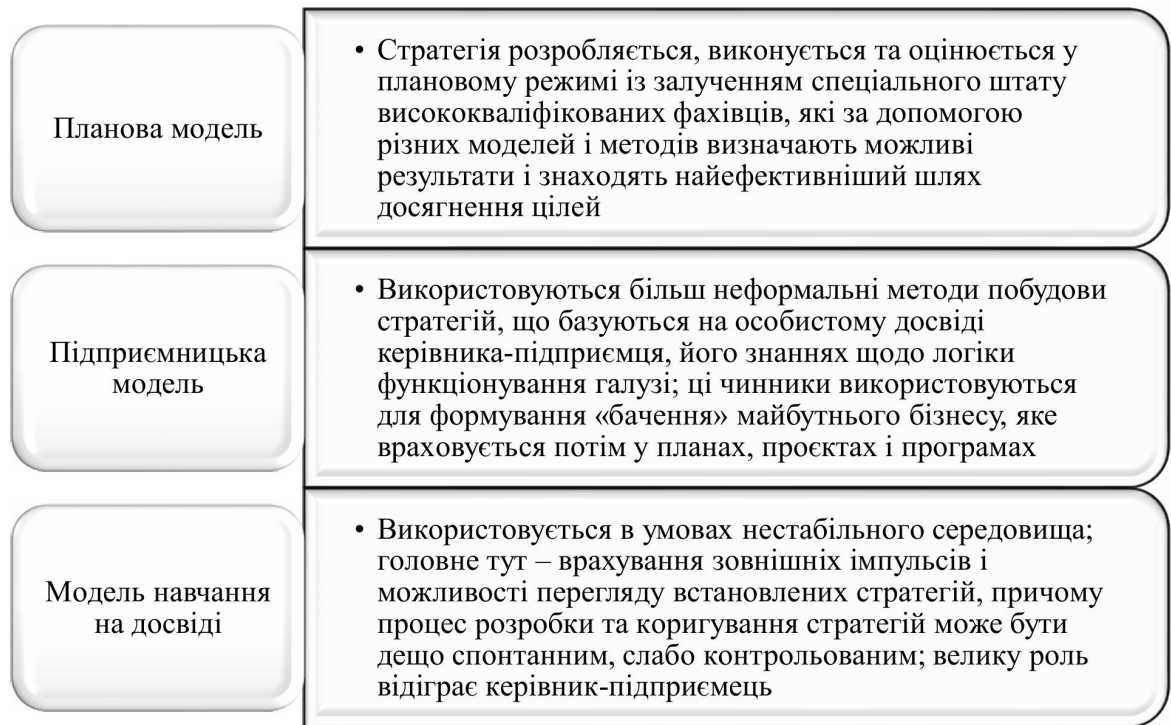 Планова модель
• Стратегія розробляється, виконується та оцінюється у
плановому режимі із залученням спеціального штату
висококваліфікованих фахівців, які за допомогою
різних моделей і методів визначають можливі
результати і знаходять найефективніший шлях
досягнення цілей
Підприємницька
модель
• Використовуються більш неформальні методи побудови
стратегій, що базуються на особистому досвіді
керівника-підприємця, його знаннях щодо логіки
функціонування галузі; ці чинники використовуються
для формування «бачення» майбутнього бізнесу, яке
враховується потім у планах, проєктах і програмах
Модель навчання
на досвіді
• Використовується в умовах нестабільного середовища;
головне тут – врахування зовнішніх імпульсів і
можливості перегляду встановлених стратегій, причому
процес розробки та коригування стратегій може бути
дещо спонтанним, слабо контрольованим; велику роль
відіграє керівник-підприємець